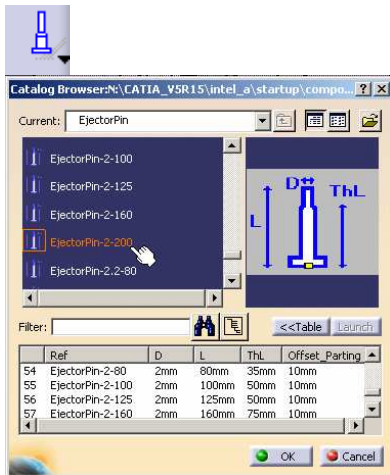 Catalog Browser:N:\CATIA_V5R15\intel_a\startup\compo... ? X
Current: EjectorPin
EjectorPin-2-100
EjectorPin-2-125
EjectorPin-2-160
EjectorPin-2-200
EjectorPin-2.2-80
D
ThL
L
Filter: <<Table Launch
Ref D L ThL Offset_Parting
54 EjectorPin-2-80 2mm 80mm 35mm 10mm
55 EjectorPin-2-100 2mm 100mm 50mm 10mm
56 EjectorPin-2-125 2mm 125mm 50mm 10mm
57 EjectorPin-2-160 2mm 160mm 75mm 10mm
OK Cancel